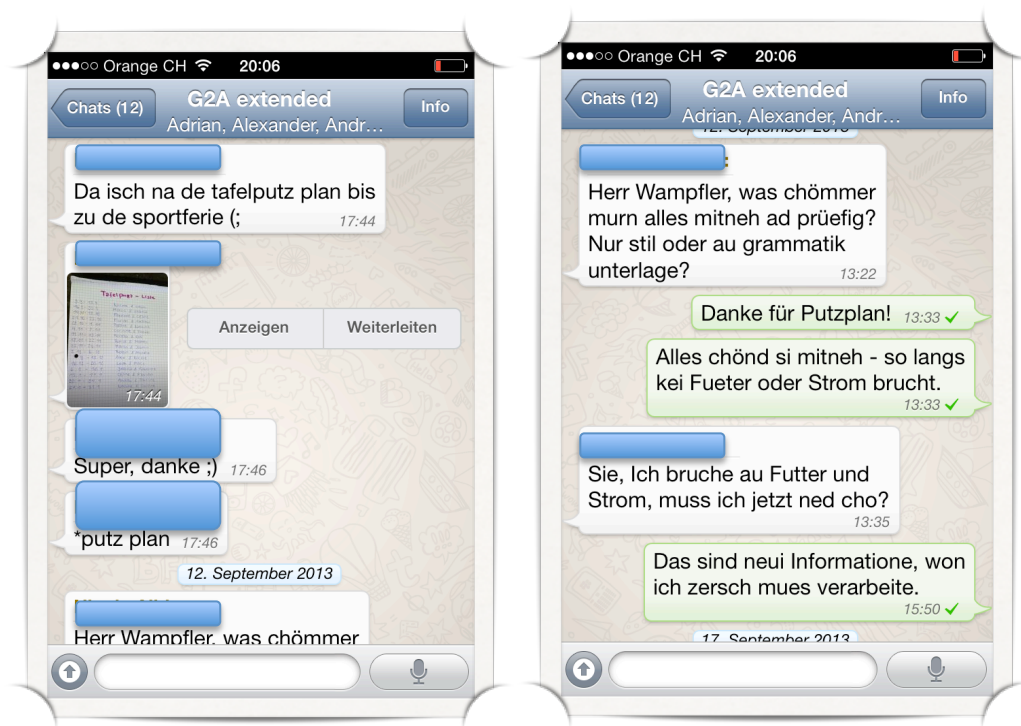 Orange CH
20:06
Chats (12)
G2A extended
Adrian, Alexander, Andr...
Info
Da isch na de tafelputz plan bis
zu de sportferie (;
17:44
17:44
Anzeigen
Weiterleiten
Super, danke ;)
17:46
*putz plan
17:46
12. September 2013
Herr Wampfler, was chömmer
Orange CH
20:06
Chats (12)
G2A extended
Adrian, Alexander, Andr...
Info
12. September 2013
:
Herr Wampfler, was chömmer
murn alles mitneh ad prüefig?
Nur stil oder au grammatik
unterlage?
13:22
Danke für Putzplan!
13:33
Alles chönd si mitneh - so langs
kei Fueter oder Strom brucht.
13:33
Sie, Ich bruche au Futter und
Strom, muss ich jetzt ned cho?
13:35
Das sind neui Informatione, won
ich zersch mues verarbeite.
15:50
17. September 2013